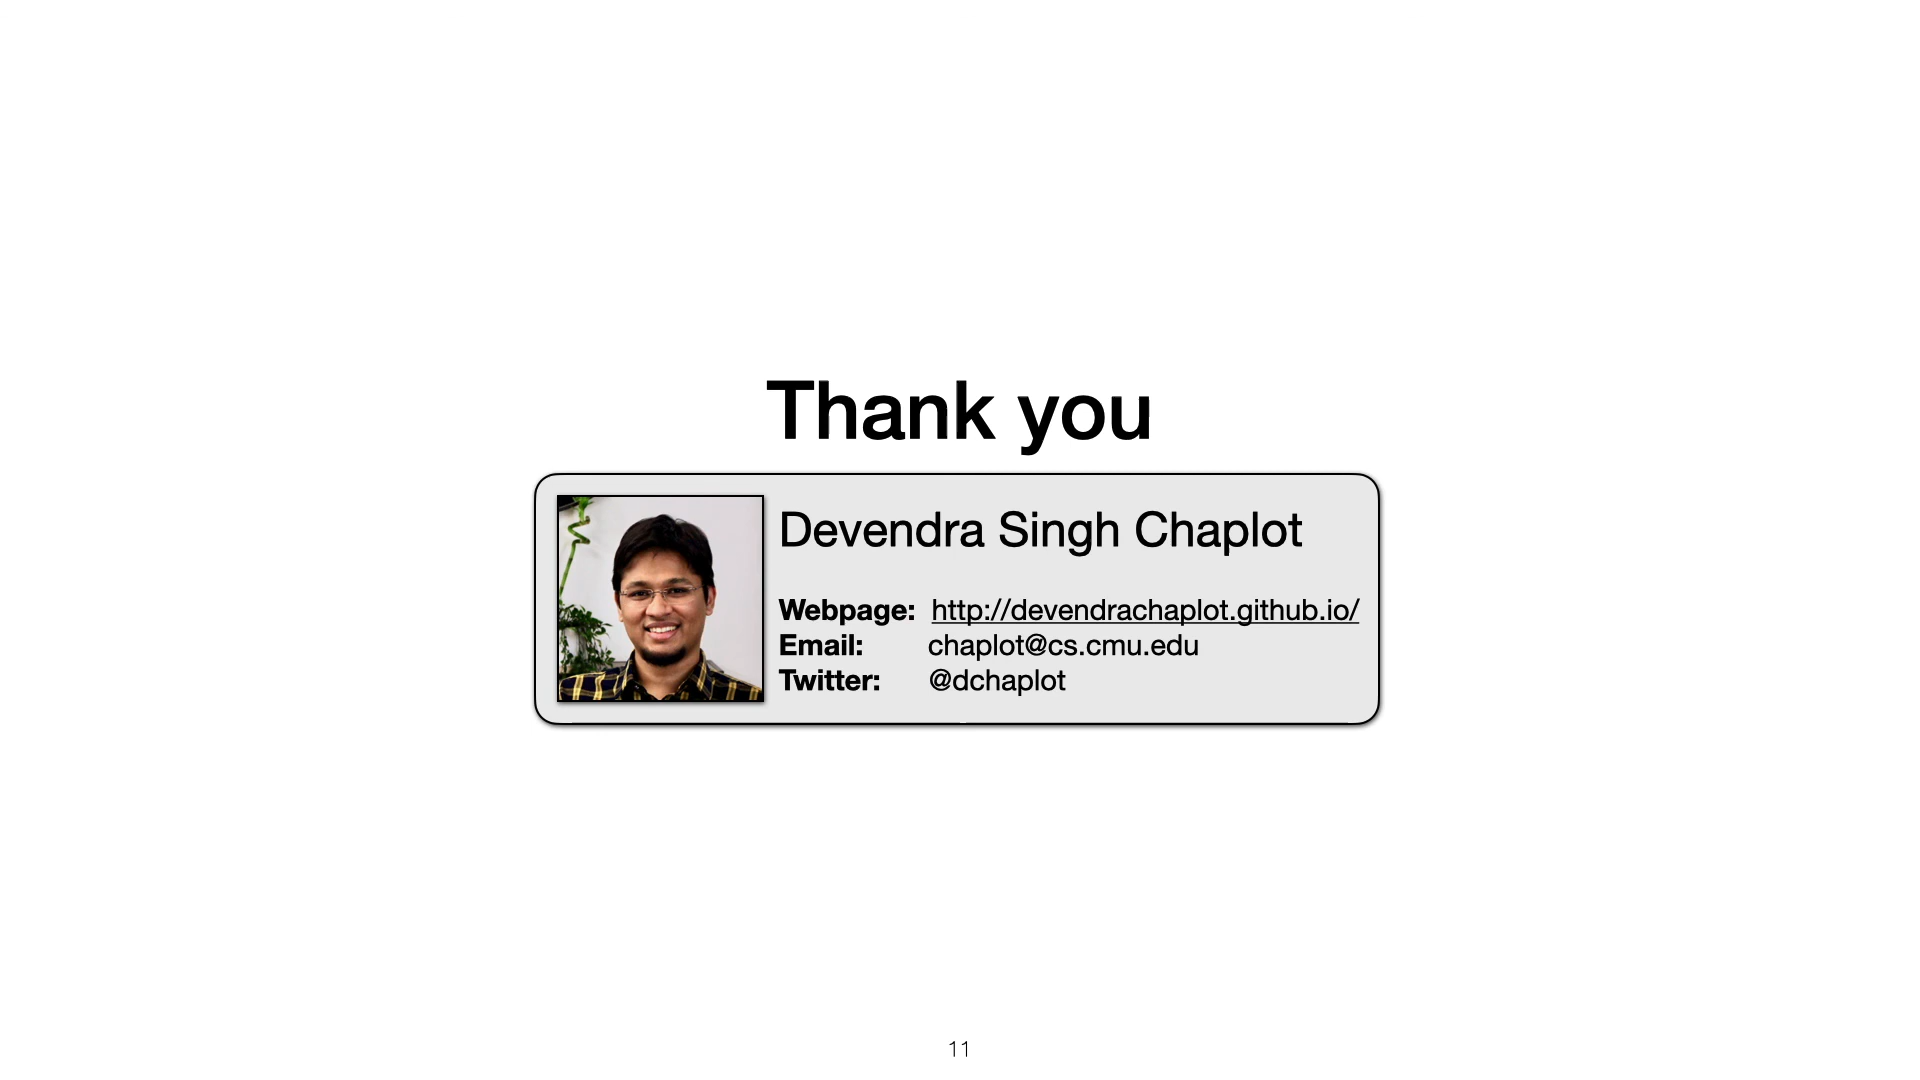 Thank you
Devendra Singh Chaplot
Webpage: http://devendrachaplot.github.io/
Email: chaplot@cs.cmu.edu
Twitter: @dchaplot
11